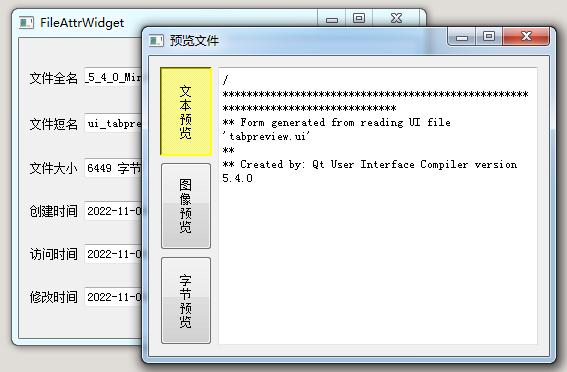 FileAttrWidget
文件全名
5_4_0_Min
文件短名
ui_tabpre
文件大小
6449 字节
创建时间
2022-11-0
访问时间
2022-11-0
修改时间
2022-11-0
预览文件
文本预览
图像预览
字节预览
/
***************************************************
*****************************
** Form generated from reading UI file
'tabpreview.ui'
**
** Created by: Qt User Interface Compiler version
5.4.0